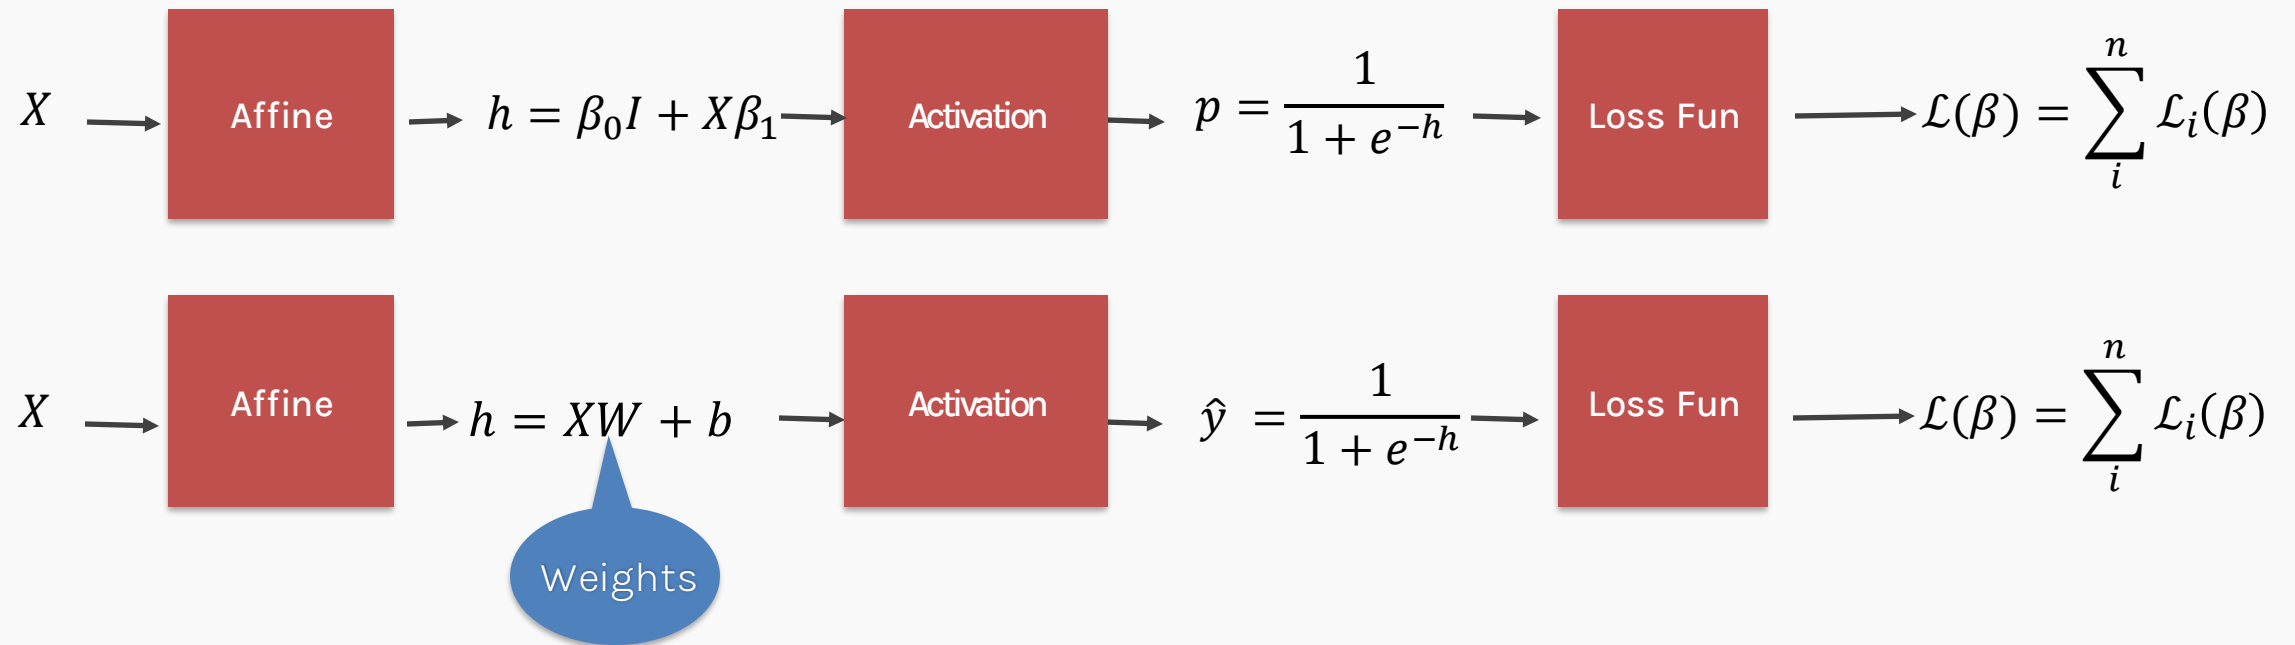 X → Affine → h = β₀I + Xβ₁ → Activation → p = 1 / (1 + e^{−h}) → Loss Fun → ℒ(β) = ∑_i^n ℒ_i(β)
X → Affine → h = XW + b → Activation → ŷ = 1 / (1 + e^{−h}) → Loss Fun → ℒ(β) = ∑_i^n ℒ_i(β)
Weights